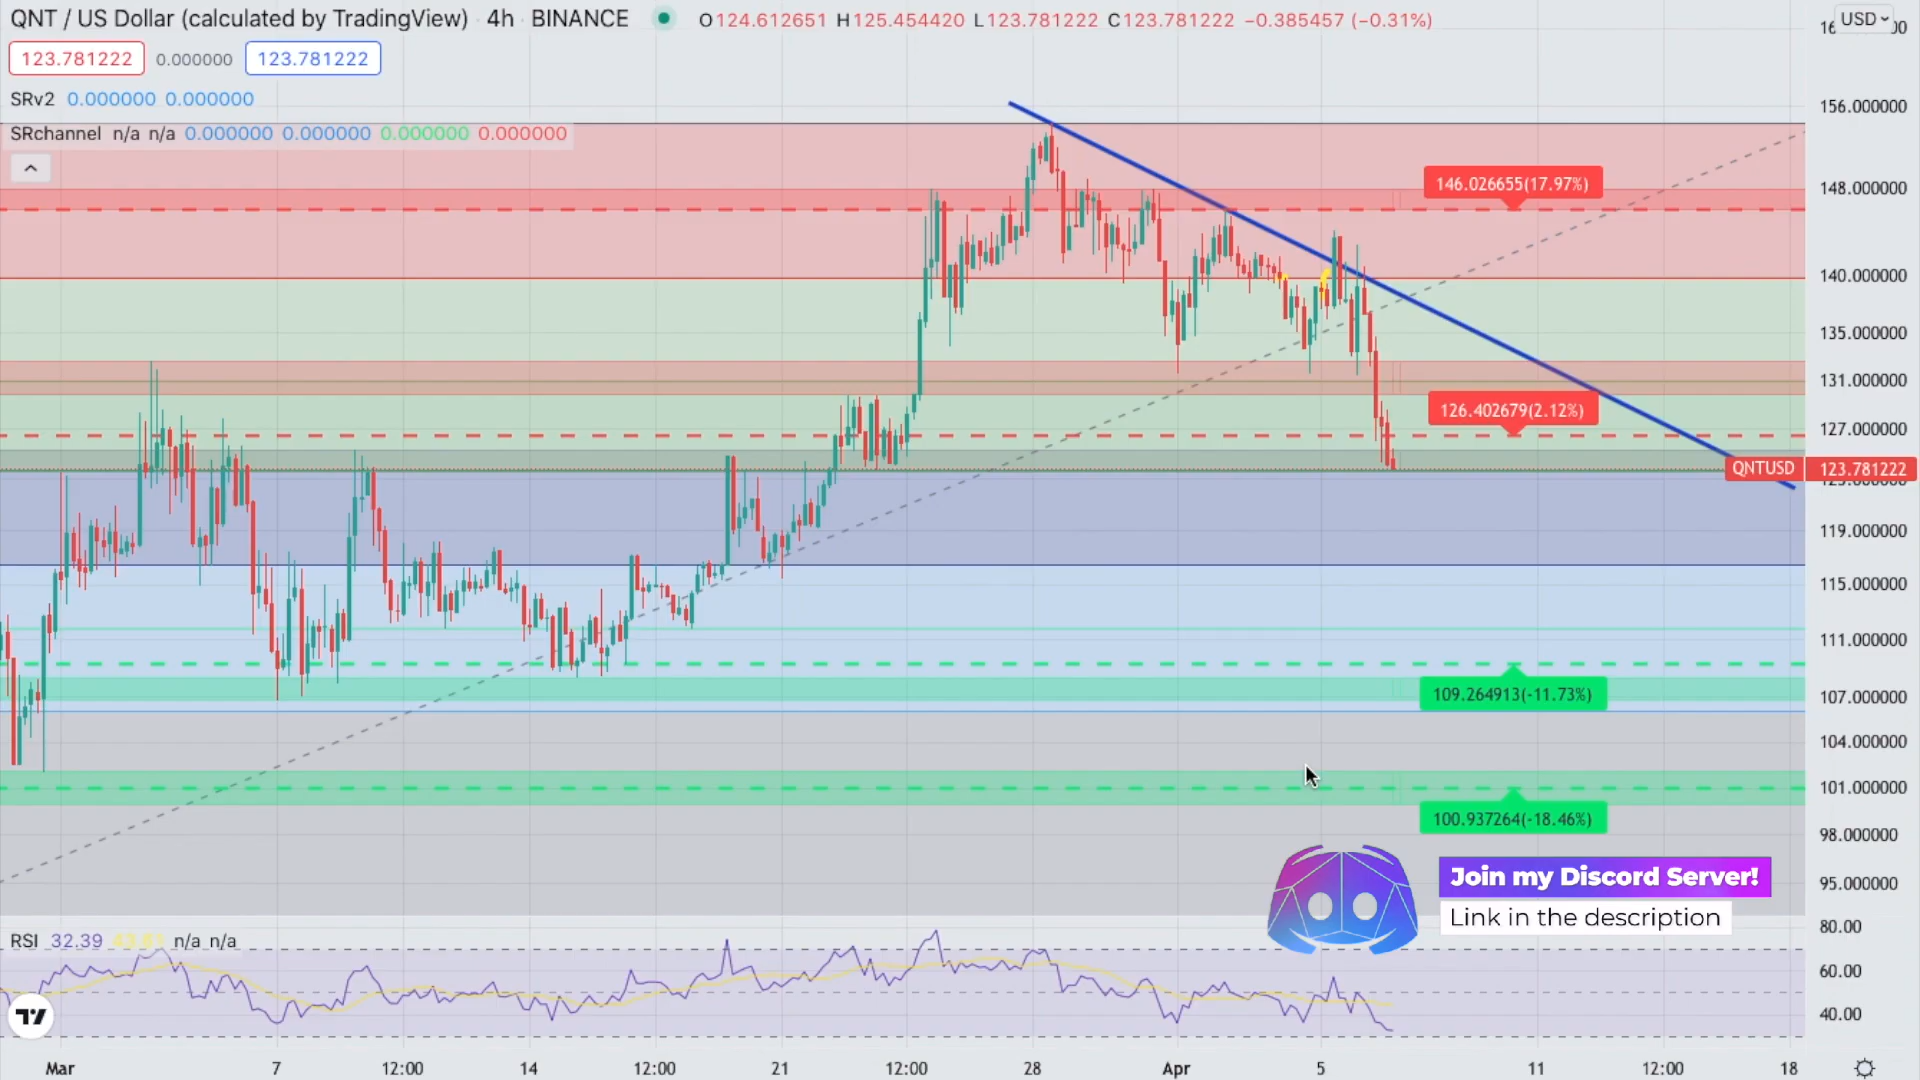 QNT / US Dollar (calculated by TradingView) · 4h · BINANCE O124.612651 H125.454420 L123.781222 C123.781222 −0.385457 (−0.31%)
USD
123.781222 0.000000 123.781222
SRv2 0.000000 0.000000
SRchannel n/a n/a 0.000000 0.000000 0.000000 0.000000
156.000000
146.026655(17.97%)
148.000000
140.000000
135.000000
131.000000
126.402679(2.12%)
127.000000
QNTUSD 123.781222
119.000000
115.000000
111.000000
109.264913(-11.73%)
107.000000
104.000000
101.000000
100.937264(-18.46%)
98.000000
Join my Discord Server!
95.000000
Link in the description
80.00
RSI 32.39 n/a n/a
60.00
40.00
Mar 7 12:00 14 12:00 21 12:00 28 Apr 5 11 12:00 18